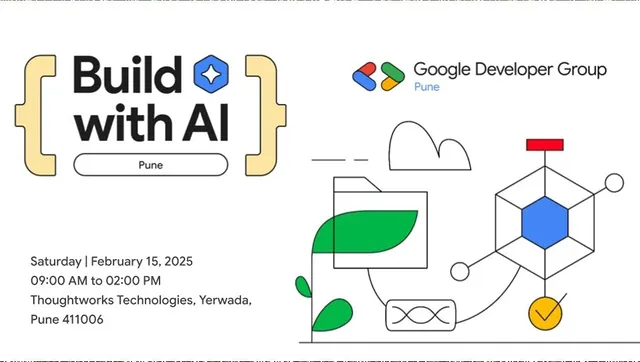 Build
with AI
Pune
Google Developer Group
Pune
Saturday | February 15, 2025
09:00 AM to 02:00 PM
Thoughtworks Technologies, Yerwada,
Pune 411006